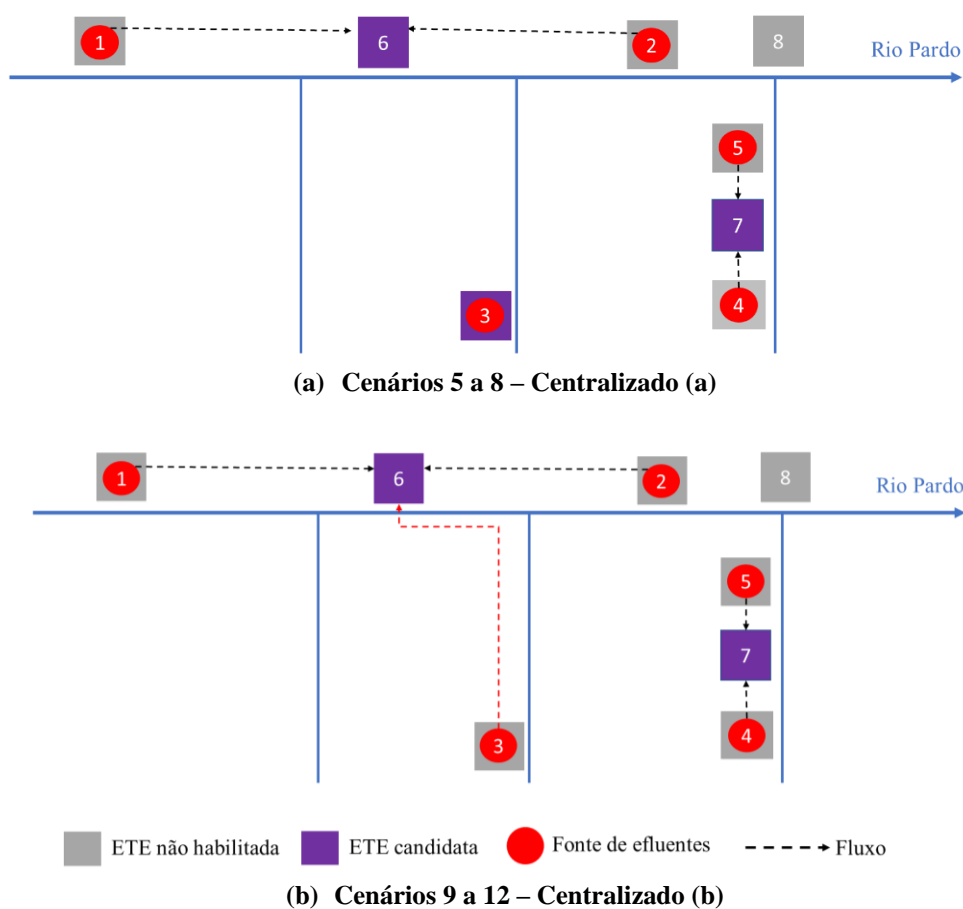 1
6
2
8
Rio Pardo
5
7
3
4
(a) Cenários 5 a 8 – Centralizado (a)
1
6
2
8
Rio Pardo
5
7
3
4
ETE não habilitada
ETE candidata
Fonte de efluentes
Fluxo
(b) Cenários 9 a 12 – Centralizado (b)